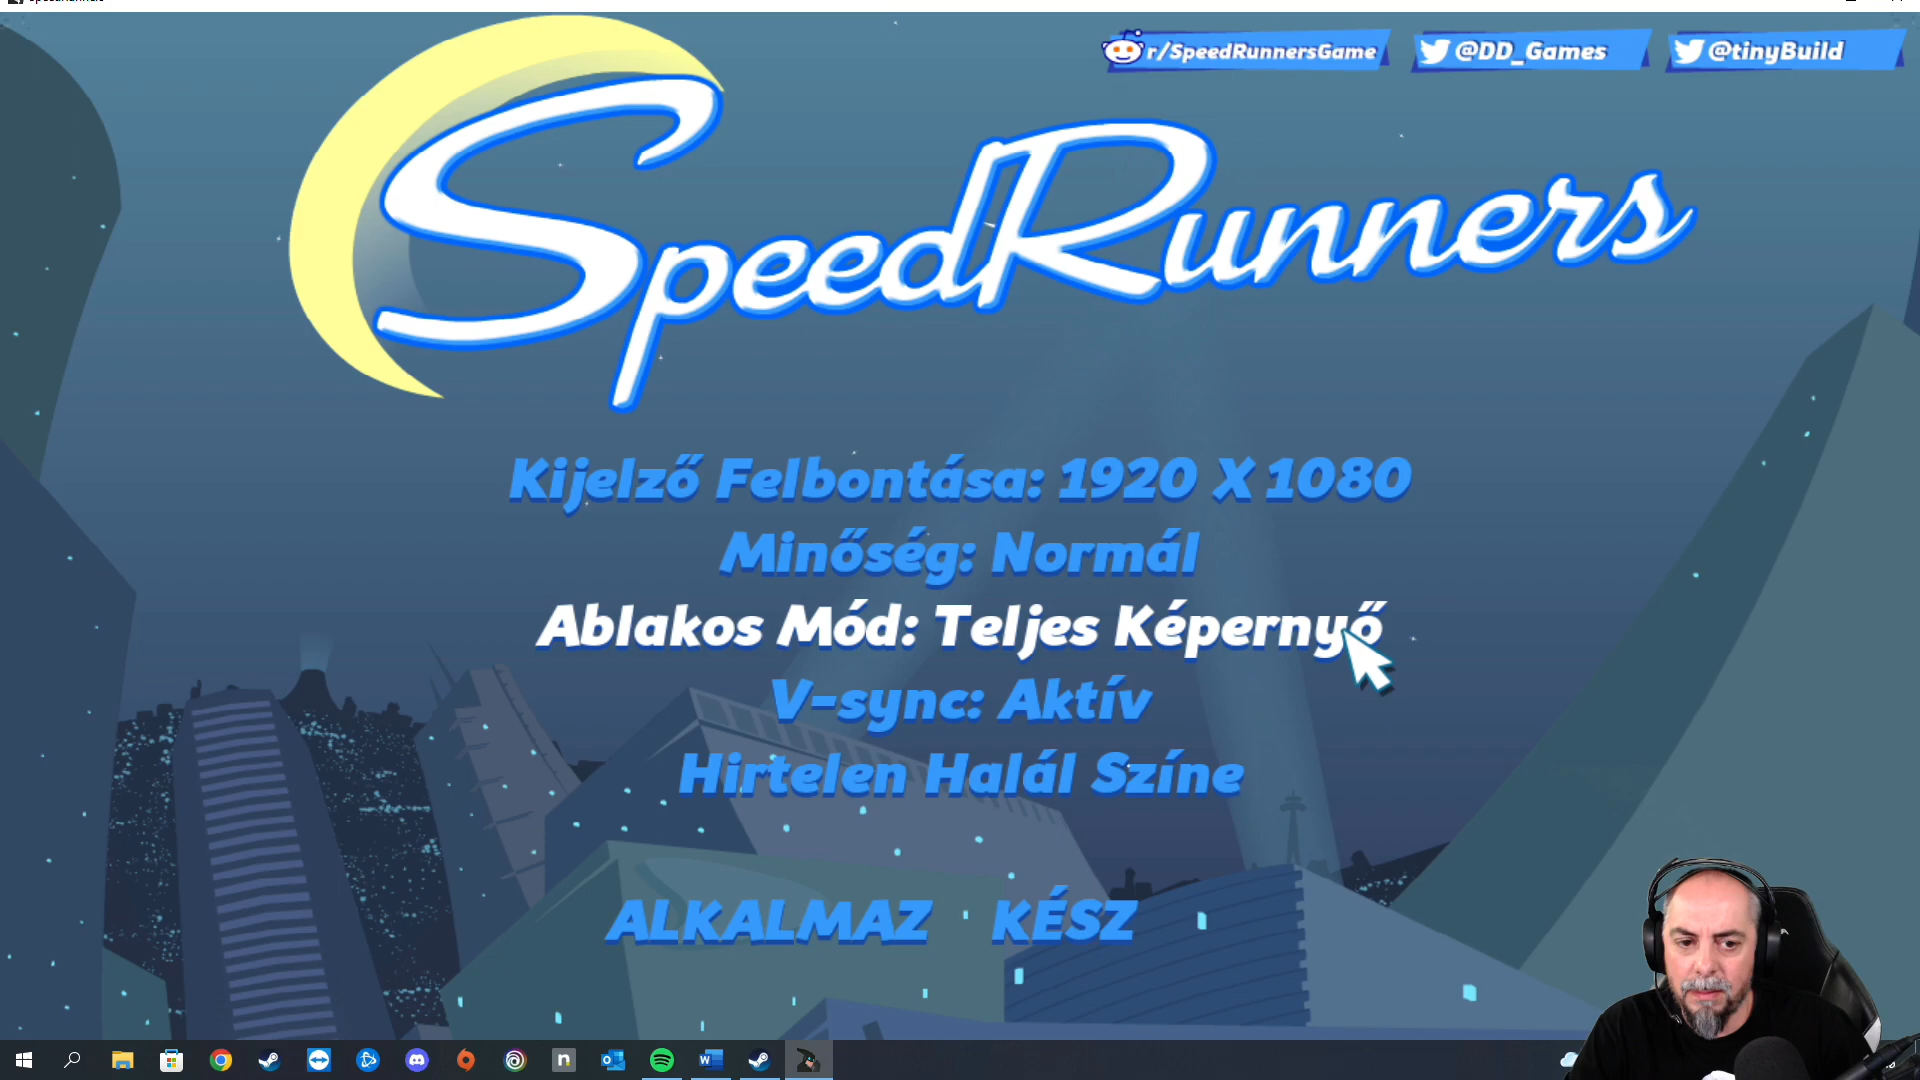 r/SpeedRunnersGame
@DD_Games
@tinyBuild
SpeedRunners
Kijelző Felbontása: 1920 X 1080
Minőség: Normál
Ablakos Mód: Teljes Képernyő
V-sync: Aktív
Hirtelen Halál Színe
ALKALMAZ KÉSZ